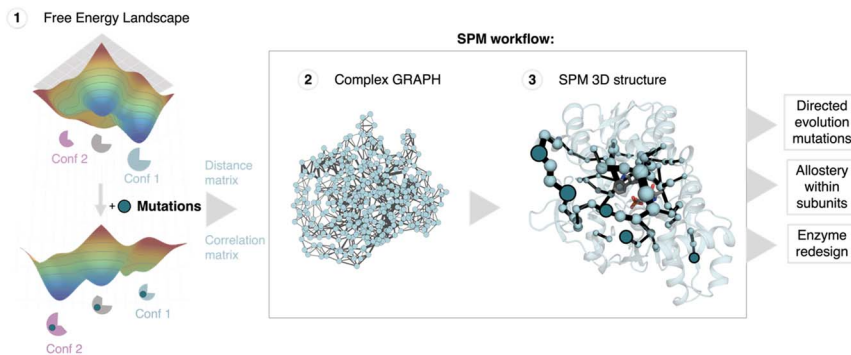 1 Free Energy Landscape
SPM workflow:
2 Complex GRAPH
3 SPM 3D structure
Conf 2
Conf 1
+ Mutations
Distance
matrix
Correlation
matrix
Conf 1
Conf 2
Directed
evolution
mutations
Allostery
within
subunits
Enzyme
redesign